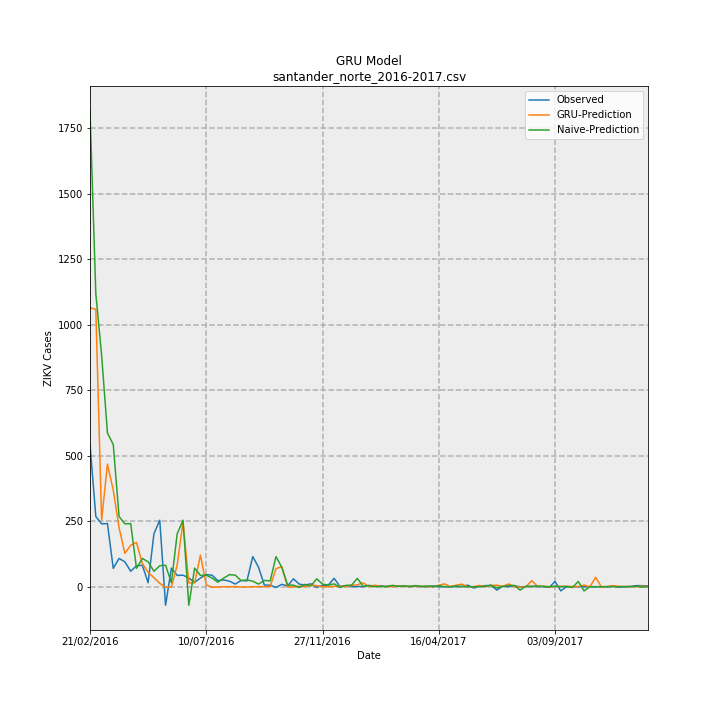 GRU Model
santander_norte_2016-2017.csv
Observed
GRU-Prediction
Naive-Prediction
ZIKV Cases
1750
1500
1250
1000
750
500
250
0
21/02/2016
10/07/2016
27/11/2016
16/04/2017
03/09/2017
Date